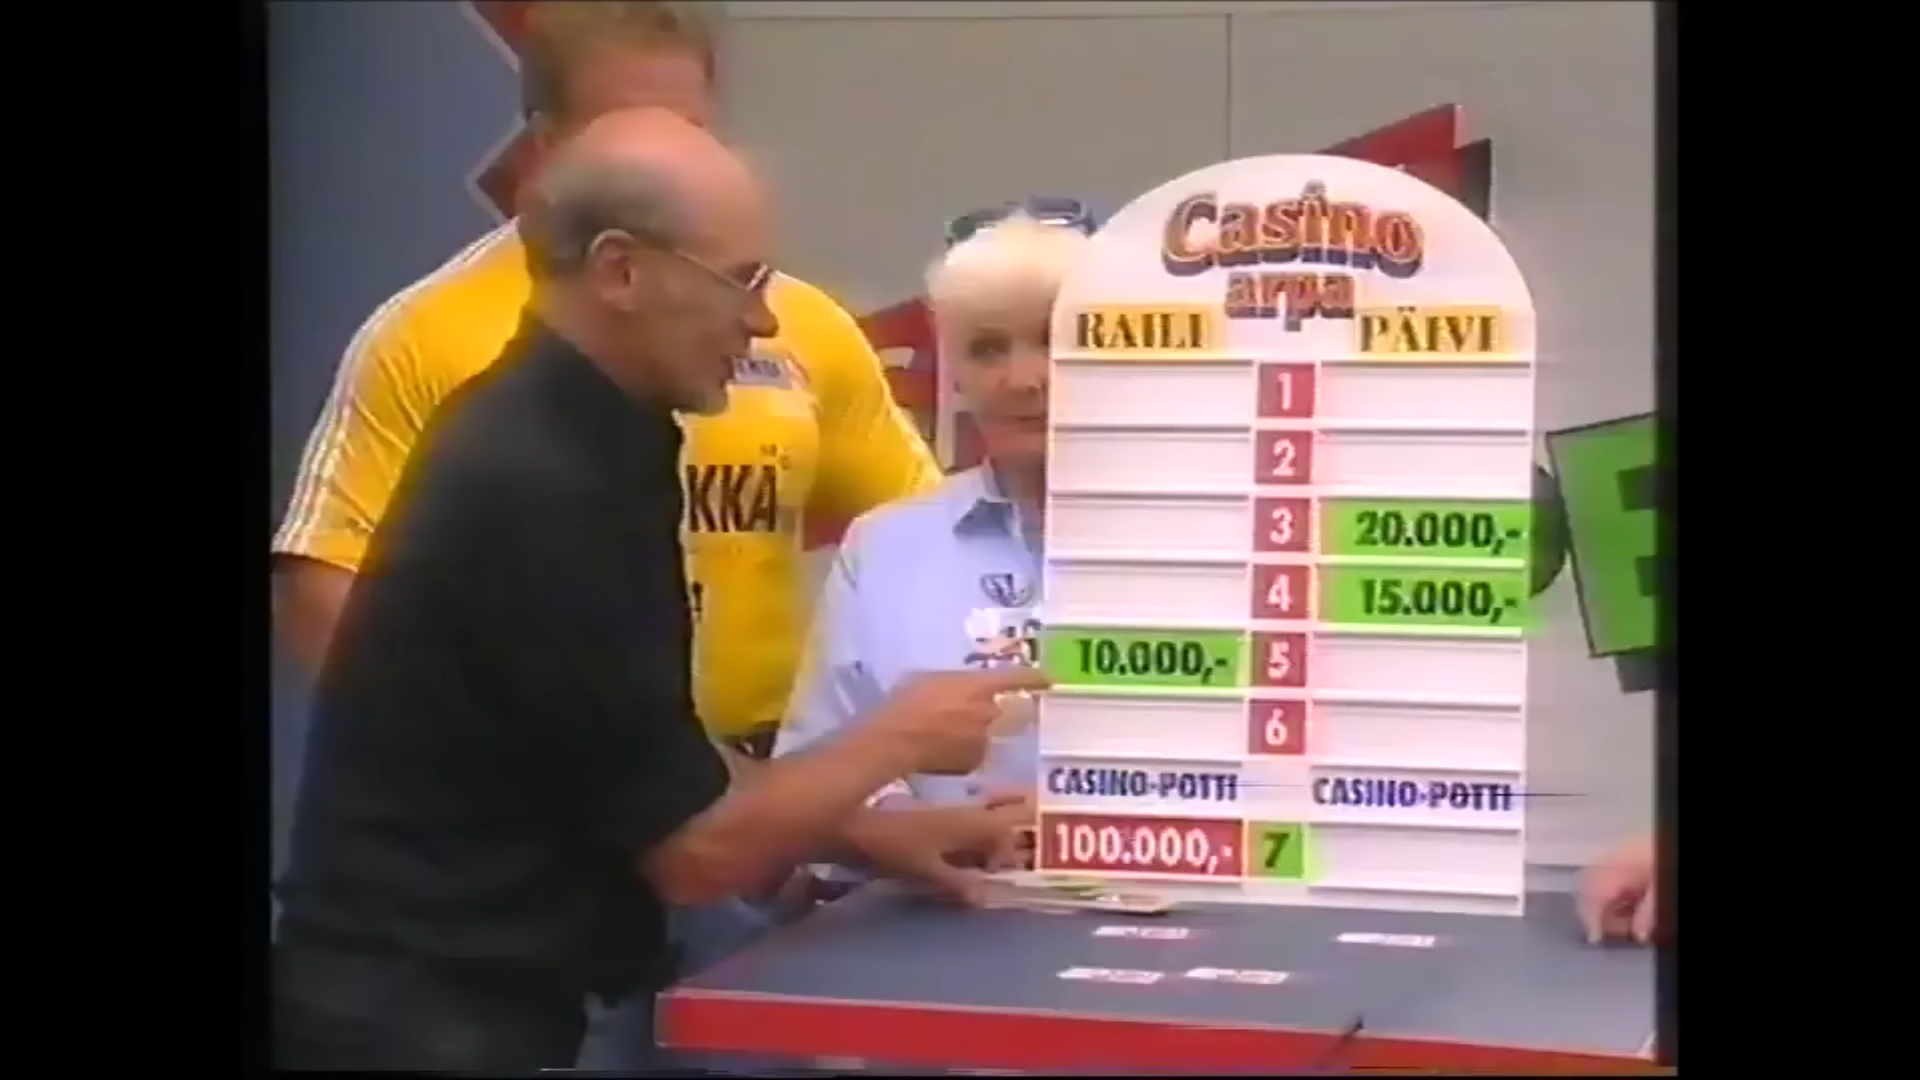 Casino
arpa
RAILI PÄIVI
1
2
3 20.000,-
4 15.000,-
10.000,- 5
6
CASINO-POTTI CASINO-POTTI
100.000,- 7
KKA
E